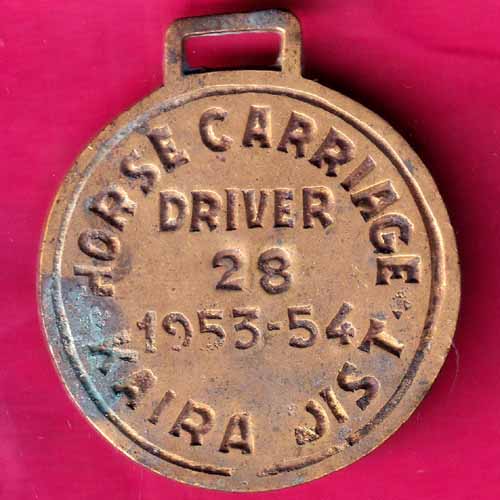 HORSE CARRIAGE
DRIVER
28
1953-54
KAIRA DIST.